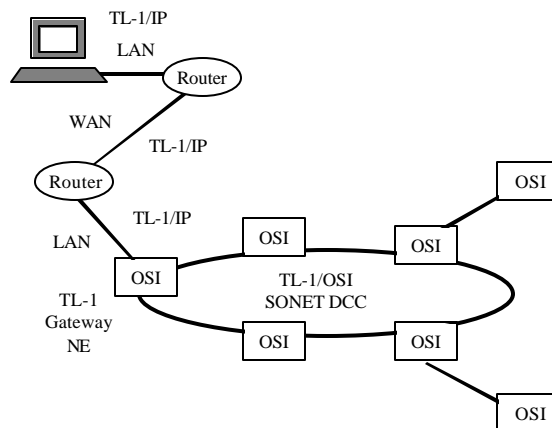 TL-1/IP
LAN
Router
WAN
TL-1/IP
Router
OSI
TL-1/IP
LAN
OSI
OSI
OSI
TL-1/OSI
SONET DCC
TL-1
Gateway
NE
OSI
OSI
OSI